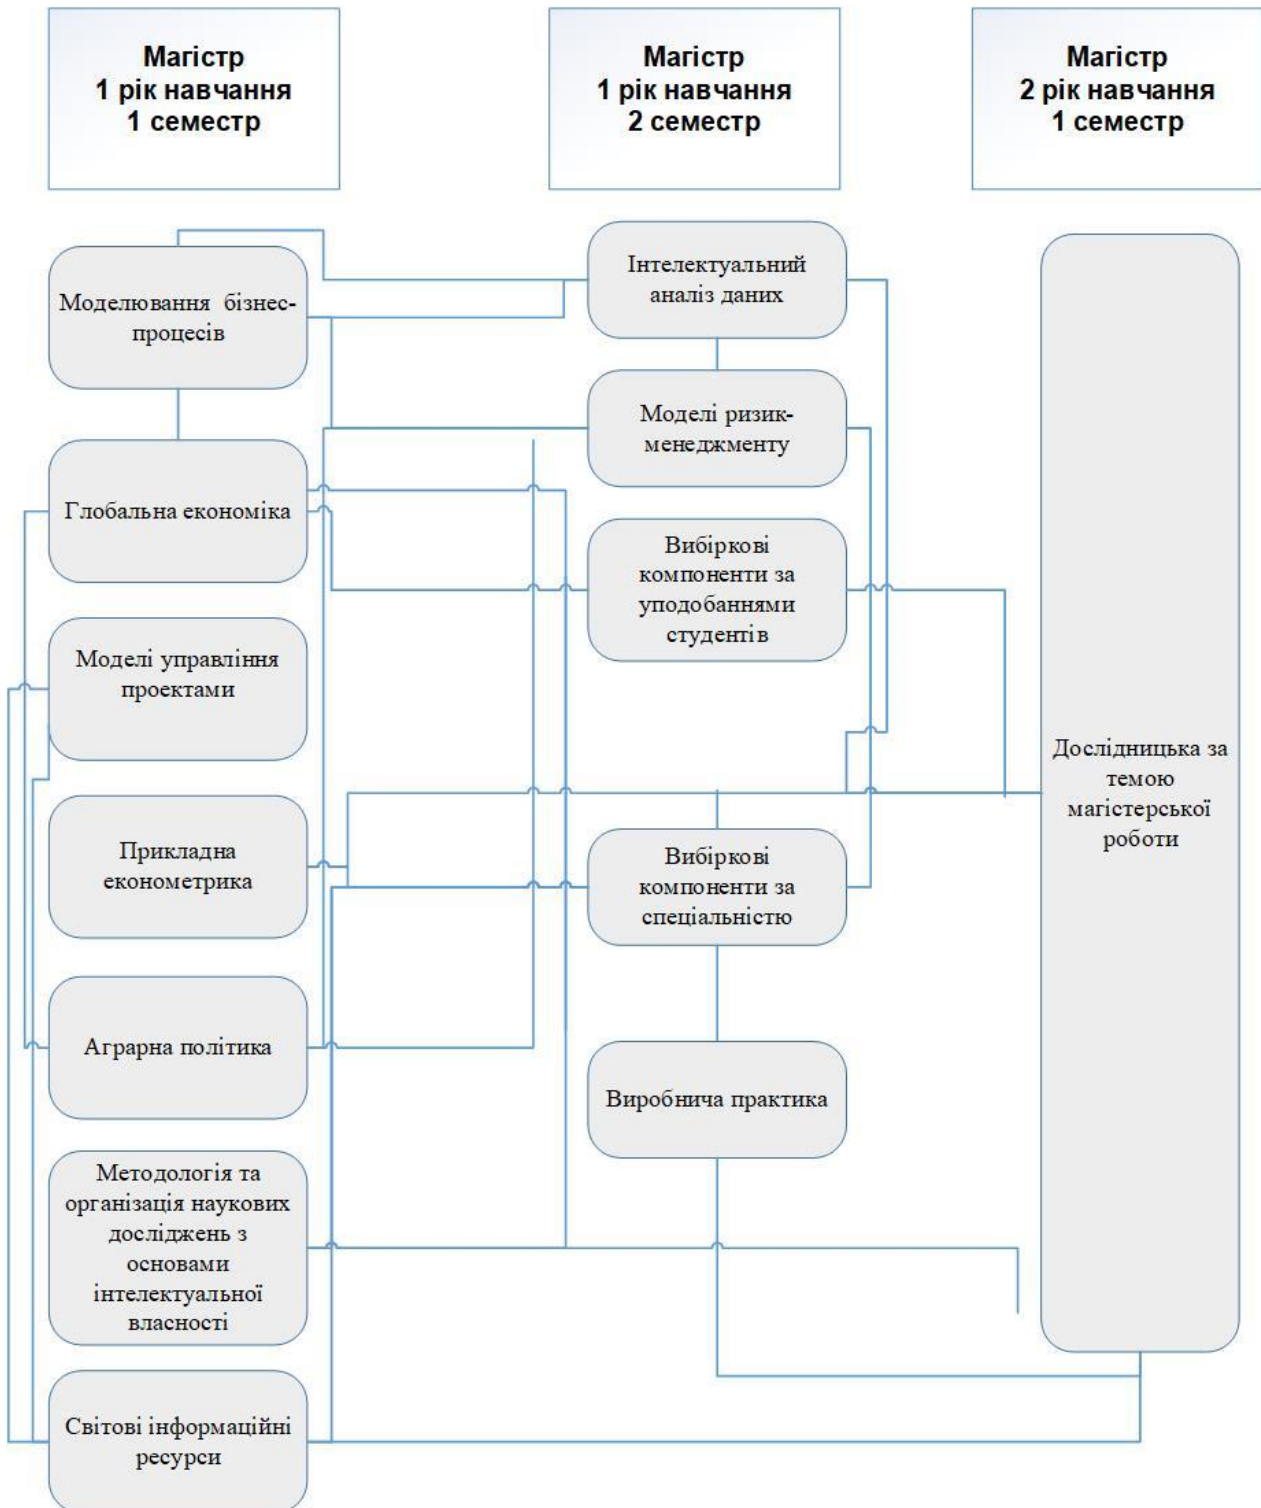 Магістр
1 рік навчання
1 семестр
Магістр
1 рік навчання
2 семестр
Магістр
2 рік навчання
1 семестр
Моделювання бізнес-
процесів
Глобальна економіка
Моделі управління
проектами
Прикладна
економетрика
Аграрна політика
Методологія та
організація наукових
досліджень з
основами
інтелектуальної
власності
Світові інформаційні
ресурси
Інтелектуальний
аналіз даних
Моделі ризик-
менеджменту
Вибіркові
компоненти за
уподобаннями
студентів
Вибіркові
компоненти за
спеціальністю
Виробнича практика
Дослідницька за
темою
магістерської
роботи